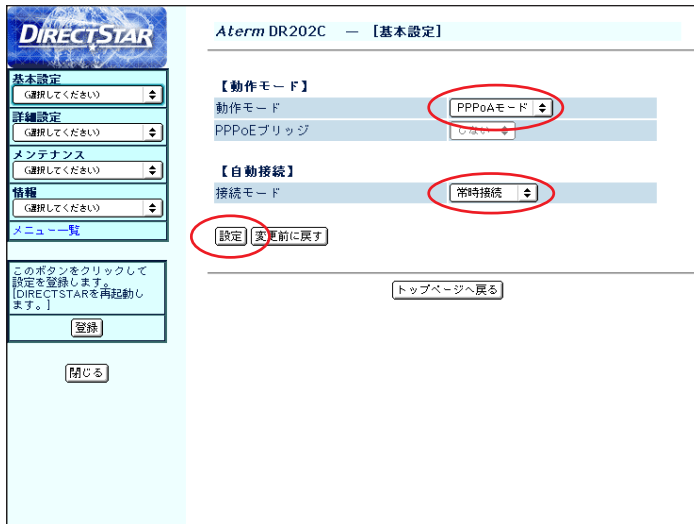 DIRECTSTAR
基本設定
(選択してください)
詳細設定
(選択してください)
メンテナンス
(選択してください)
情報
(選択してください)
メニュー一覧
このボタンをクリックして
設定を登録します。
[DIRECTSTARを再起動し
ます。]
登録
閉じる
Aterm DR202C — [基本設定]
【動作モード】
動作モード PPPoAモード
PPPoEブリッジ しない
【自動接続】
接続モード 常時接続
設定 変更前に戻す
トップページへ戻る